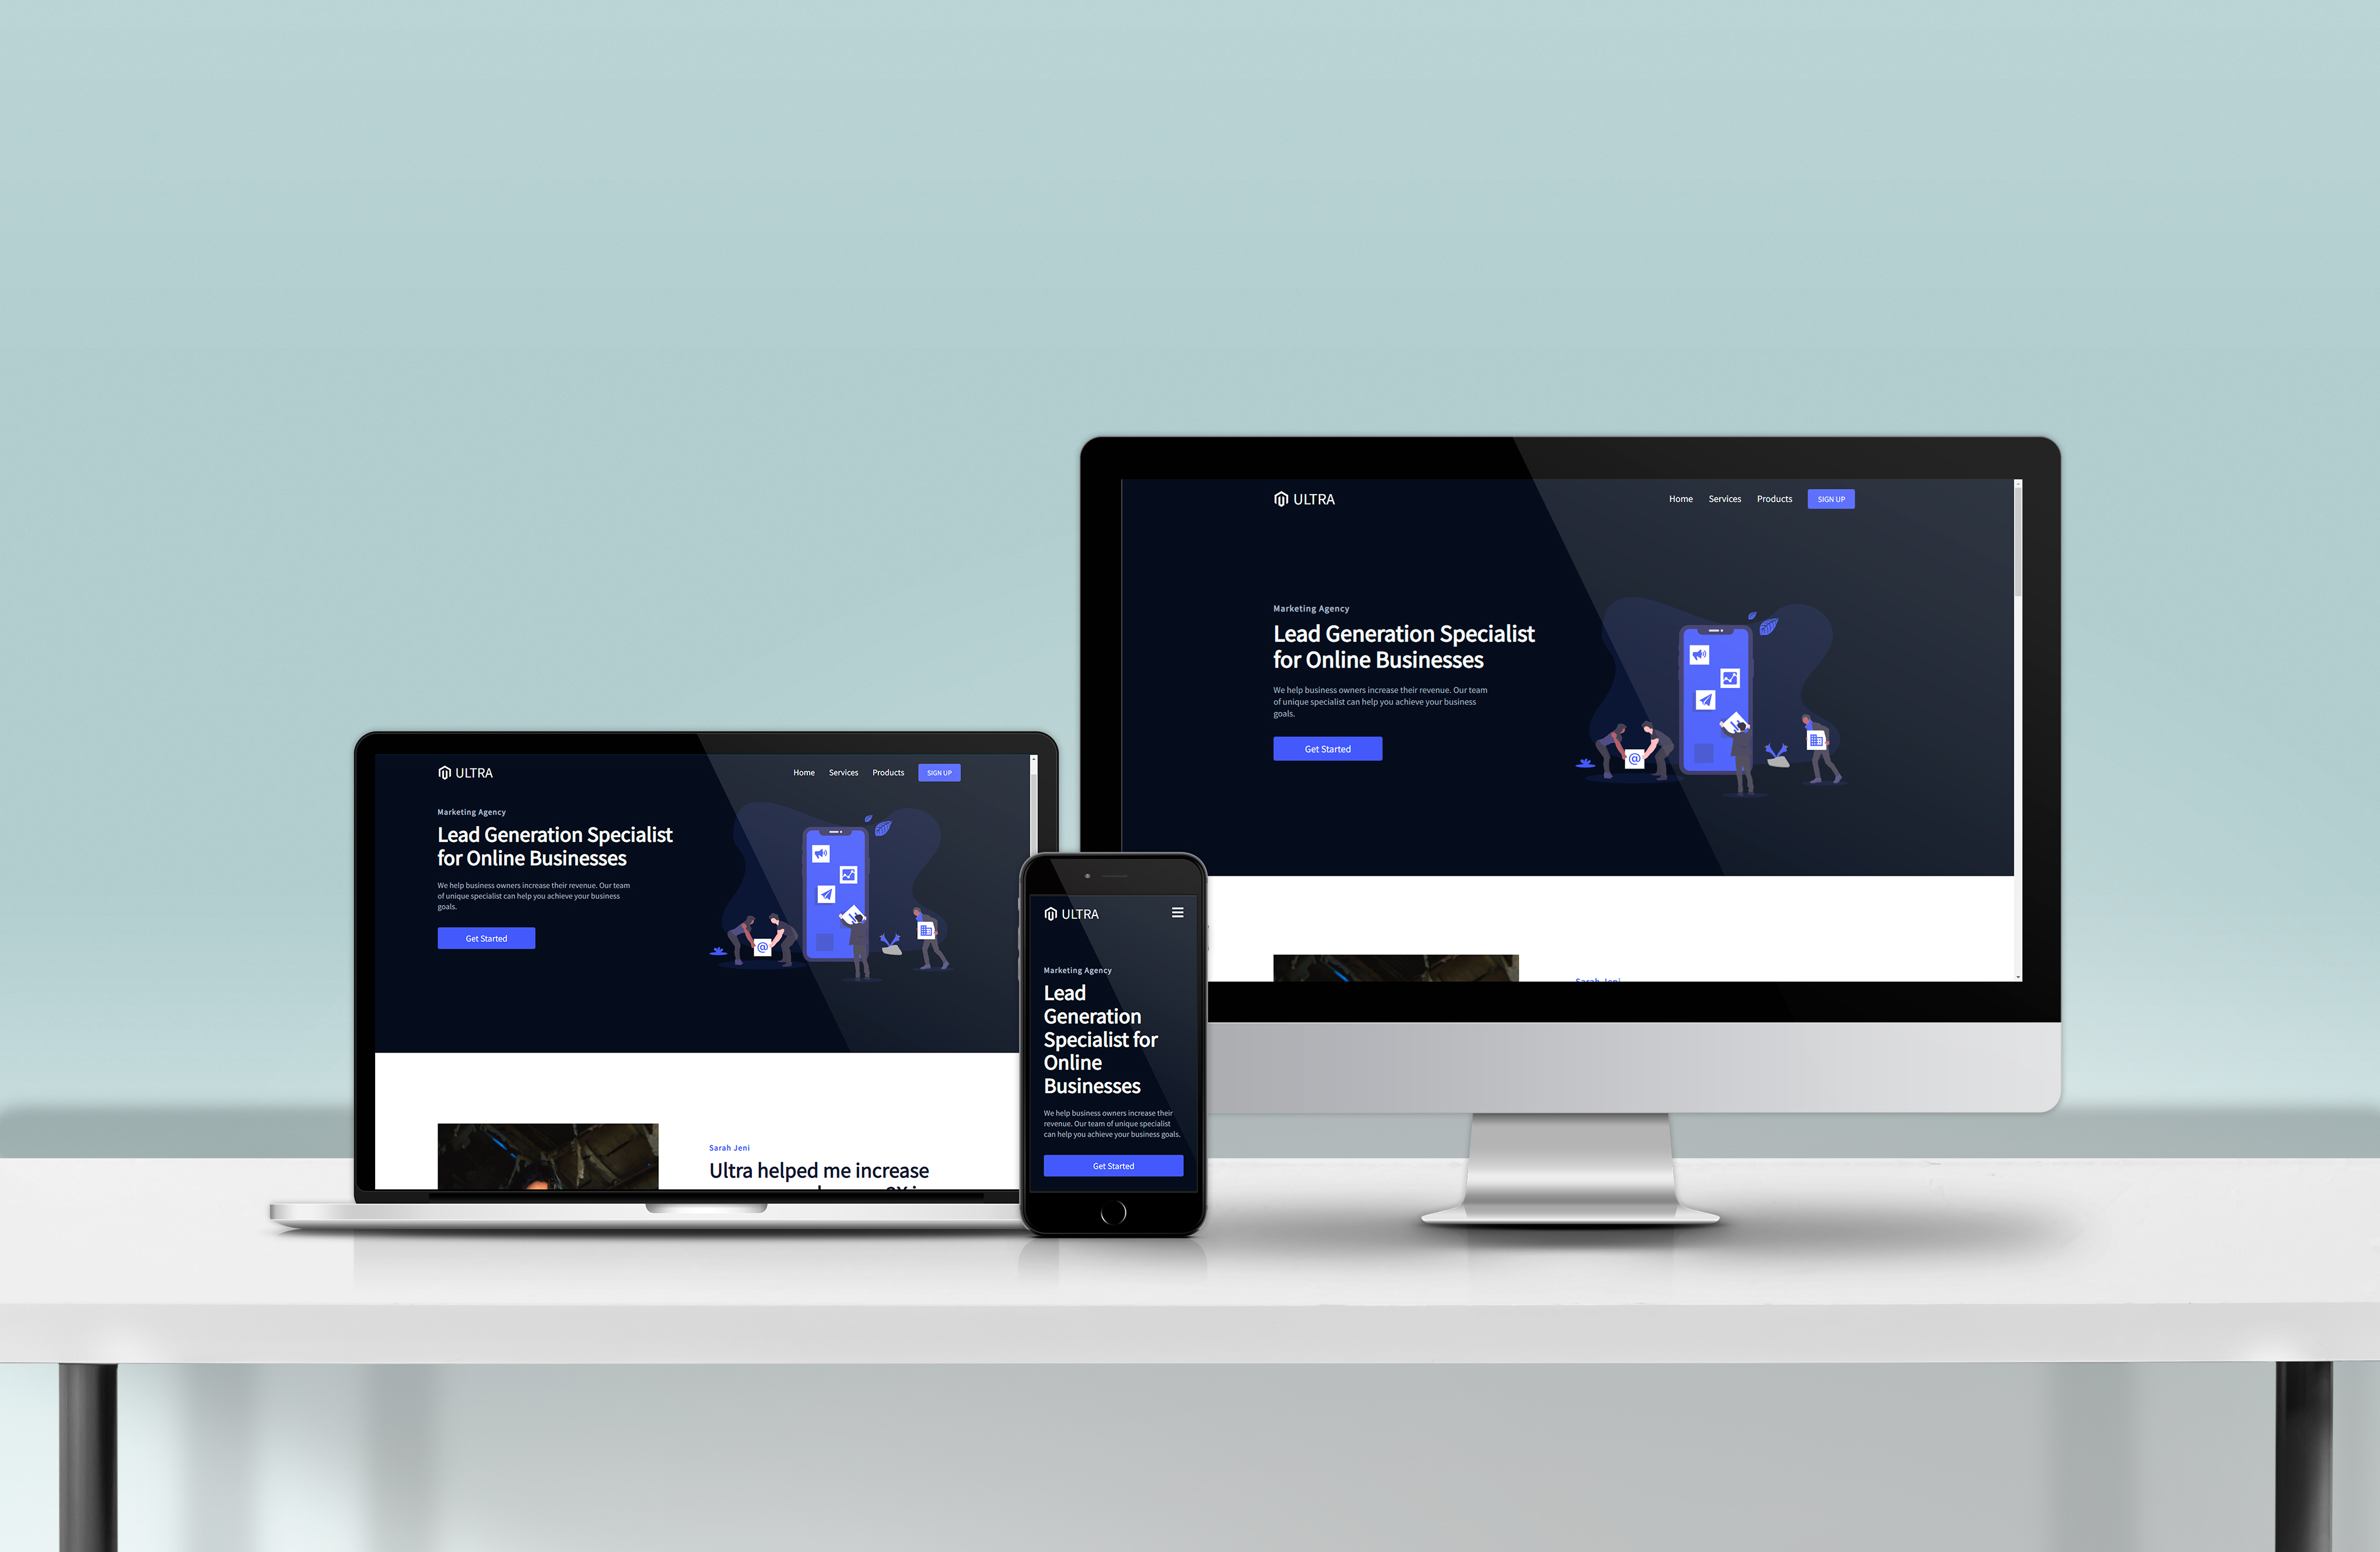 ULTRA
Home Services Products SIGN UP
Marketing Agency
Lead Generation Specialist
for Online Businesses
We help business owners increase their revenue. Our team
of unique specialist can help you achieve your business
goals.
Get Started
@
Sarah Jeni
Ultra helped me increase
ULTRA
Marketing Agency
Lead
Generation
Specialist for
Online
Businesses
We help business owners increase their
revenue. Our team of unique specialist
can help you achieve your business goals.
Get Started
ULTRA
Home Services Products SIGN UP
Marketing Agency
Lead Generation Specialist
for Online Businesses
We help business owners increase their revenue. Our team
of unique specialist can help you achieve your business
goals.
Get Started
@
Sarah Jeni